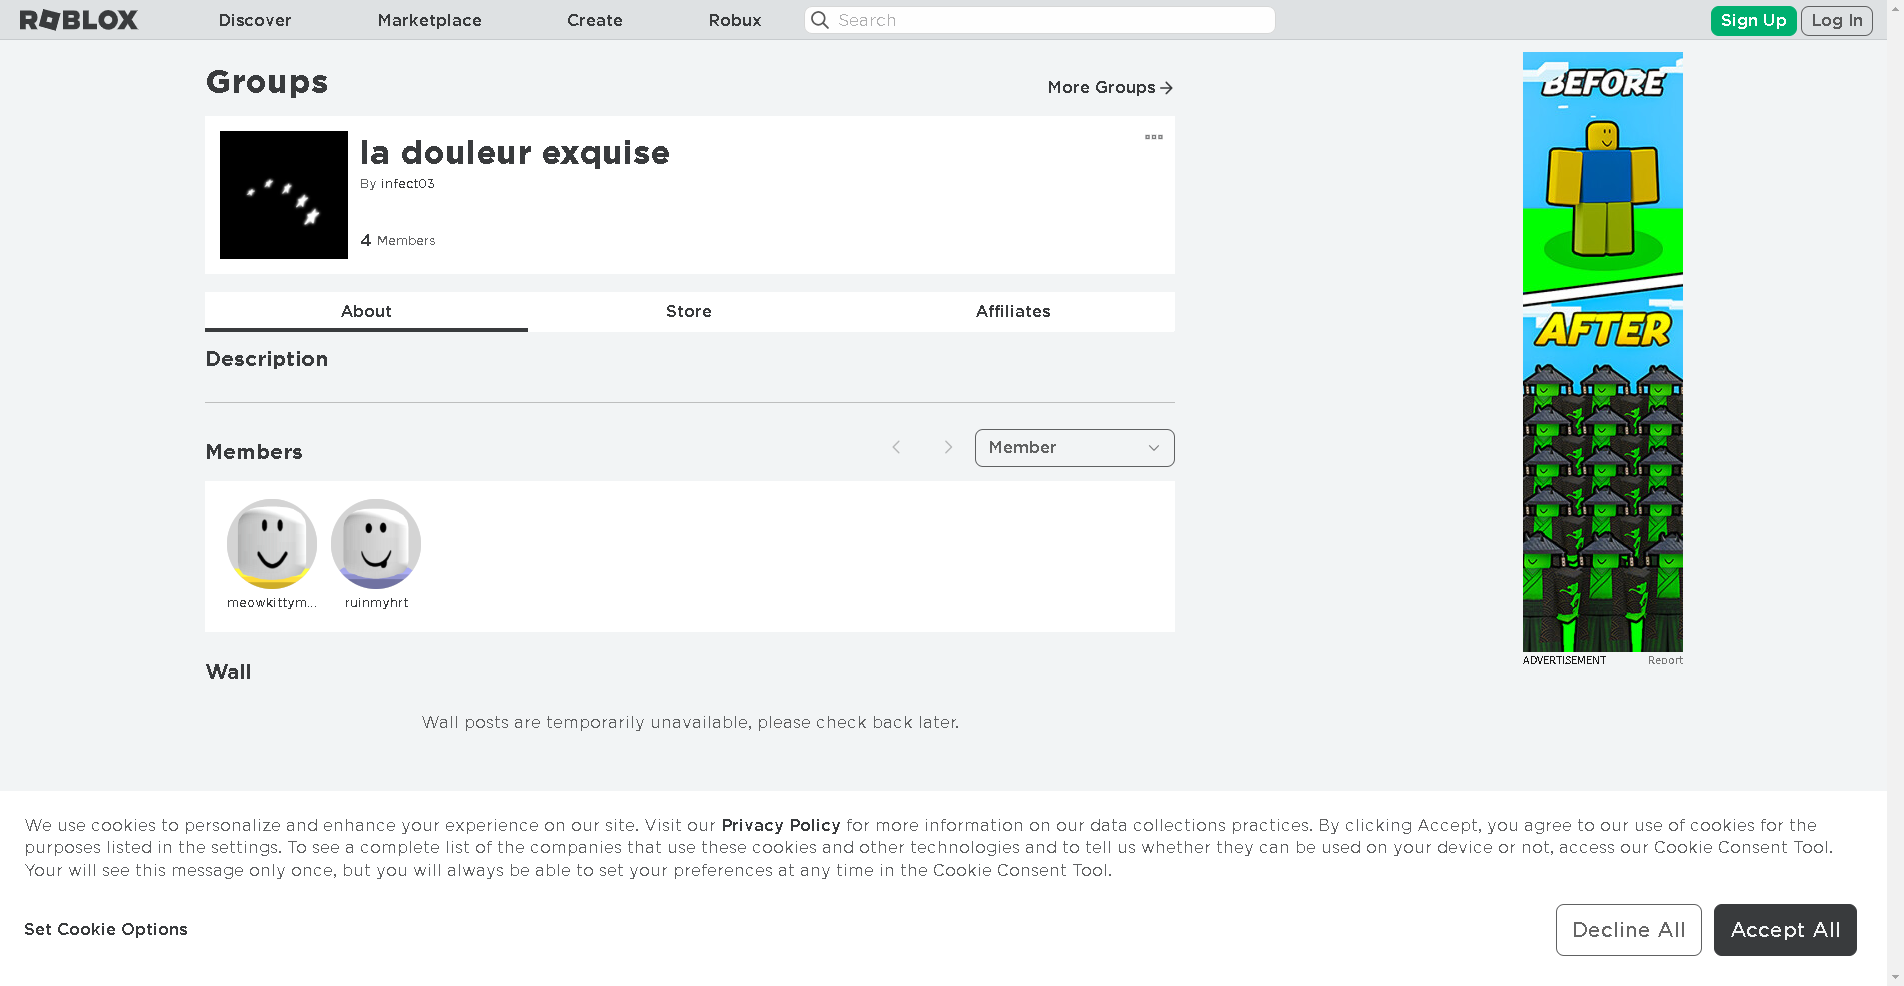 ROBLOX
Discover
Marketplace
Create
Robux
Search
Sign Up
Log In
Groups
More Groups
la douleur exquise
By infect03
4 Members
About
Store
Affiliates
Description
Members
Member
meowkittym...
ruinmyhrt
Wall
Wall posts are temporarily unavailable, please check back later.
BEFORE
AFTER
ADVERTISEMENT
Report
We use cookies to personalize and enhance your experience on our site. Visit our Privacy Policy for more information on our data collections practices. By clicking Accept, you agree to our use of cookies for the
purposes listed in the settings. To see a complete list of the companies that use these cookies and other technologies and to tell us whether they can be used on your device or not, access our Cookie Consent Tool.
Your will see this message only once, but you will always be able to set your preferences at any time in the Cookie Consent Tool.
Set Cookie Options
Decline All
Accept All